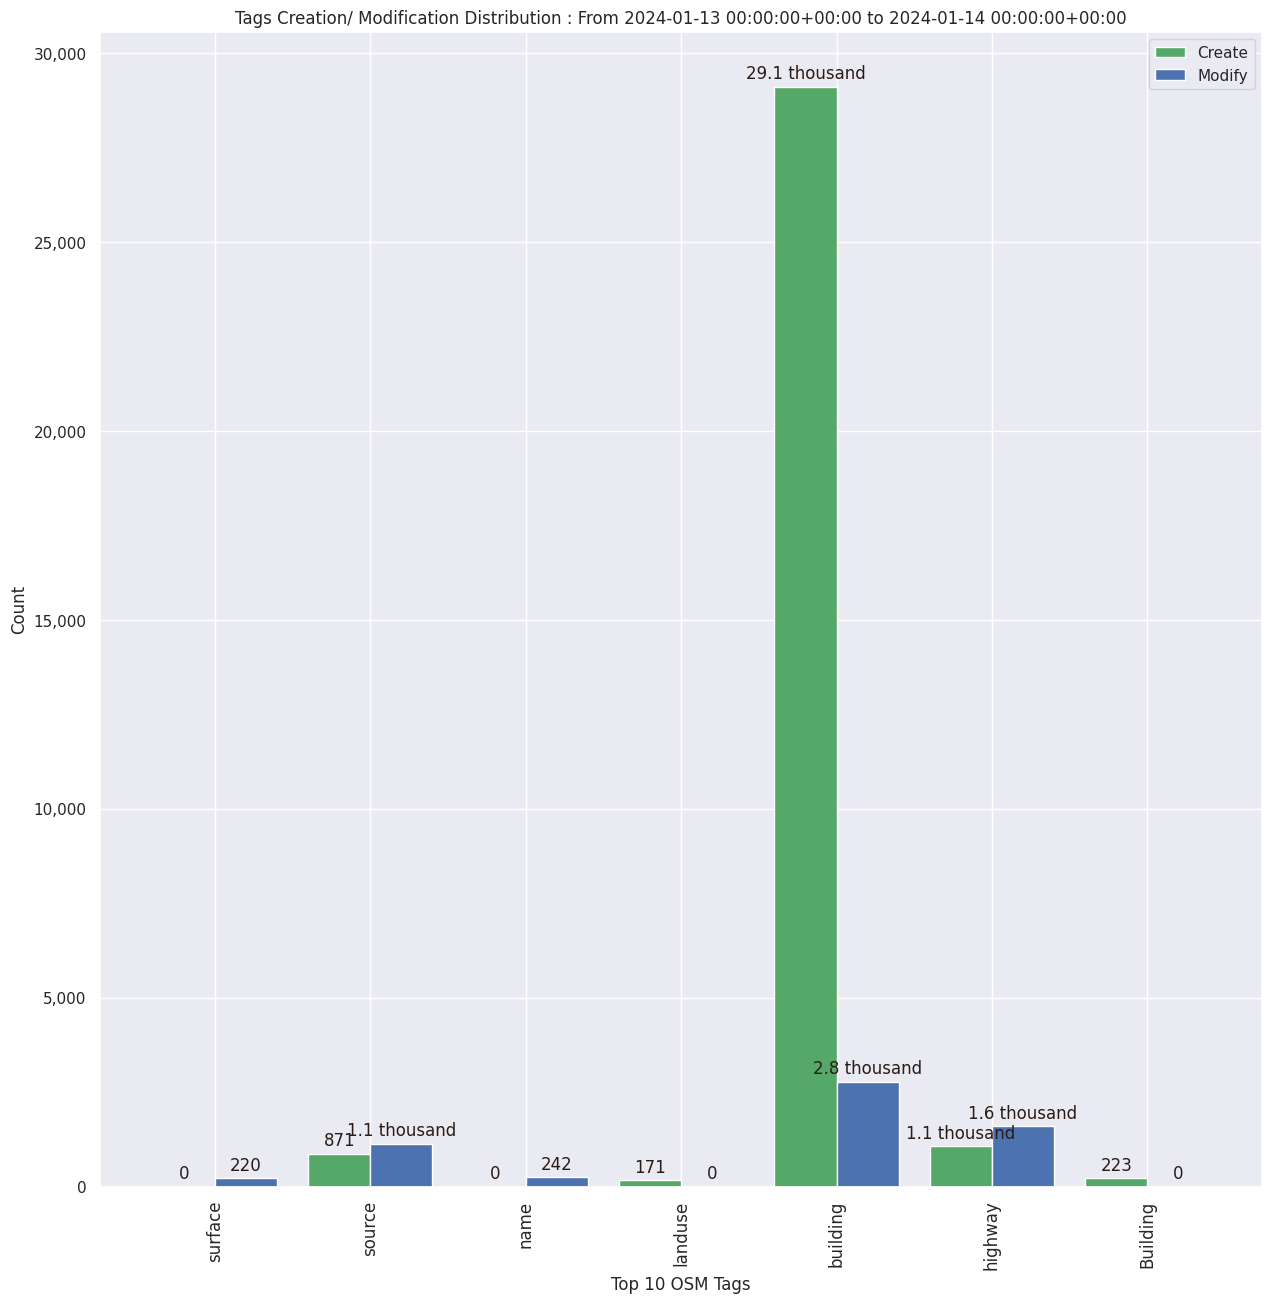 Tags Creation/ Modification Distribution : From 2024-01-13 00:00:00+00:00 to 2024-01-14 00:00:00+00:00
Create
Modify
30,000
25,000
20,000
15,000
10,000
5,000
0
Count
0
220
871
1.1 thousand
0
242
171
0
29.1 thousand
2.8 thousand
1.1 thousand
1.6 thousand
223
0
surface
source
name
landuse
building
highway
Building
Top 10 OSM Tags